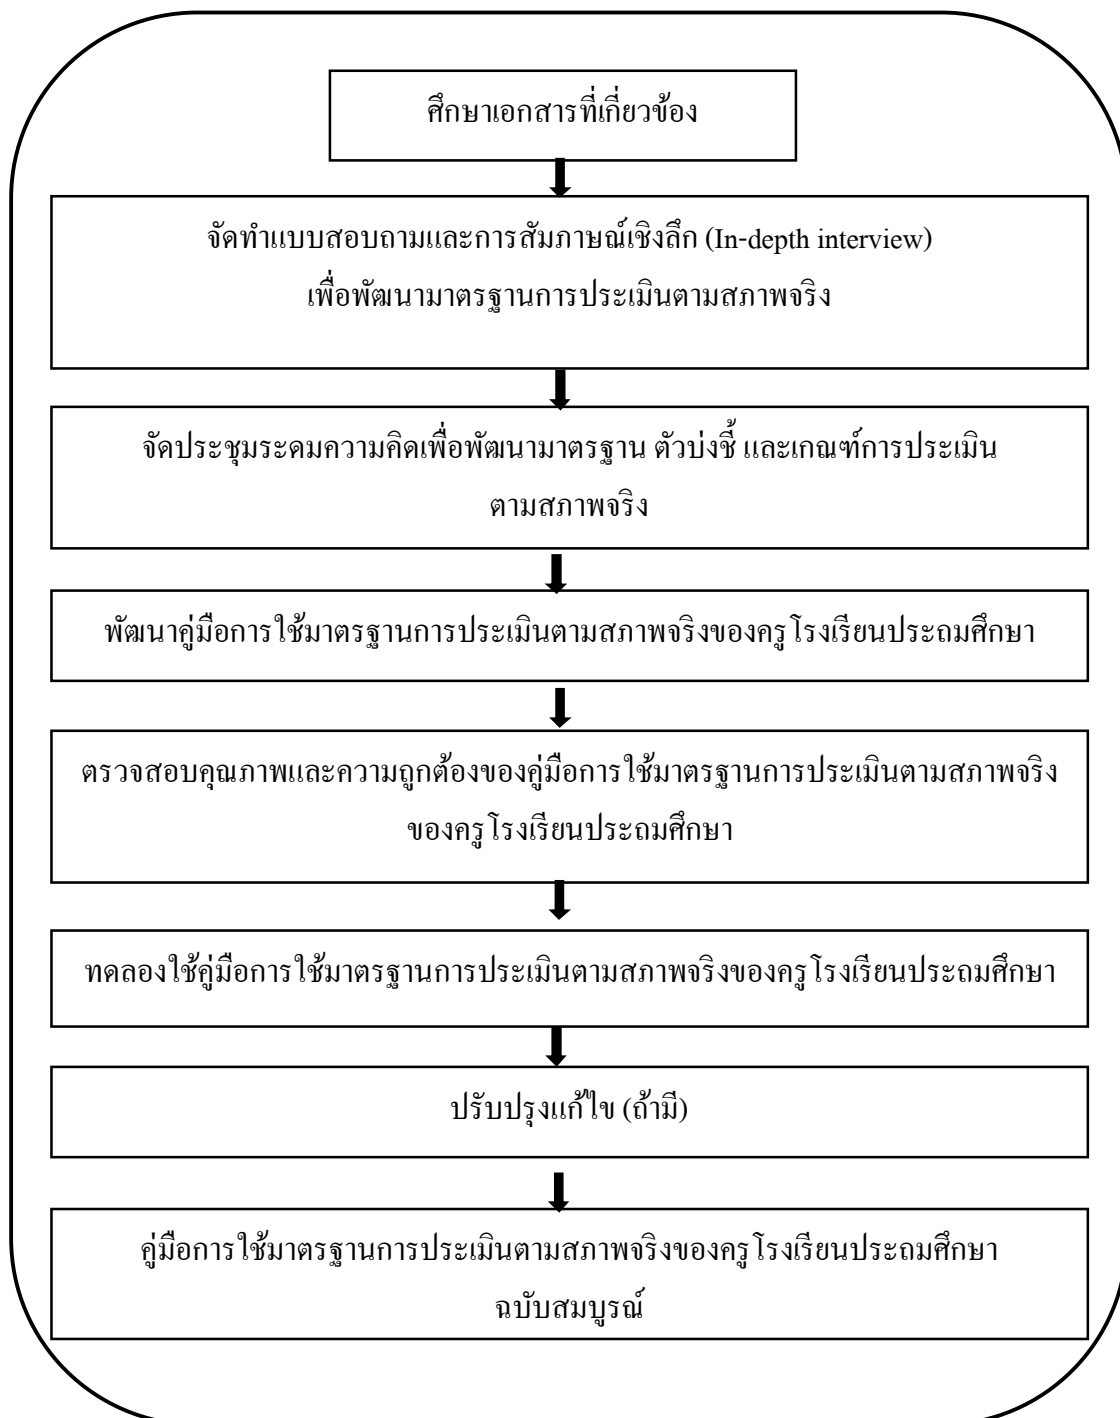 ศึกษาเอกสารที่เกี่ยวข้อง
จัดทำแบบสอบถามและการสัมภาษณ์เชิงลึก (In-depth interview)
เพื่อพัฒนามาตรฐานการประเมินตามสภาพจริง
จัดประชุมระดมความคิดเพื่อพัฒนามาตรฐาน ตัวบ่งชี้ และเกณฑ์การประเมิน
ตามสภาพจริง
พัฒนาคู่มือการใช้มาตรฐานการประเมินตามสภาพจริงของครูโรงเรียนประถมศึกษา
ตรวจสอบคุณภาพและความถูกต้องของคู่มือการใช้มาตรฐานการประเมินตามสภาพจริง
ของครูโรงเรียนประถมศึกษา
ทดลองใช้คู่มือการใช้มาตรฐานการประเมินตามสภาพจริงของครูโรงเรียนประถมศึกษา
ปรับปรุงแก้ไข (ถ้ามี)
คู่มือการใช้มาตรฐานการประเมินตามสภาพจริงของครูโรงเรียนประถมศึกษา
ฉบับสมบูรณ์